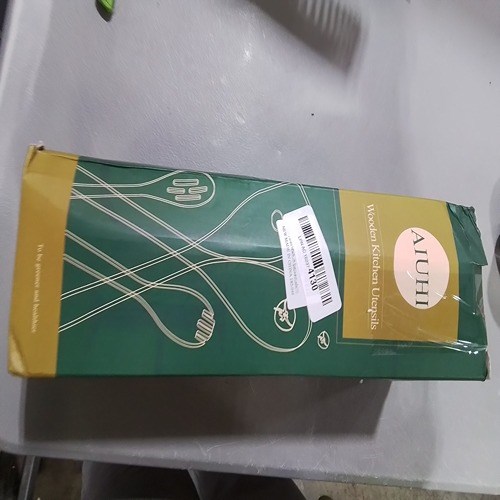 AIUHI
Wooden Kitchen Utensils
4130
To be greener and healthier